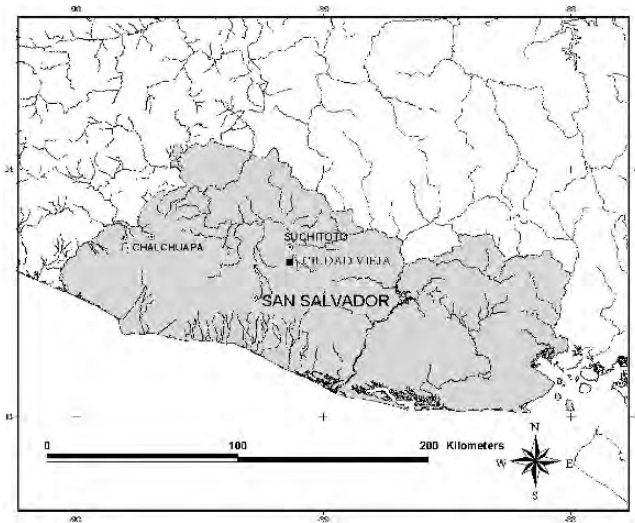 SUCHITOTO
CHALCHUAPA
CIUDAD VIEJA
SAN SALVADOR
0 100 200 Kilometers
N
W E
S